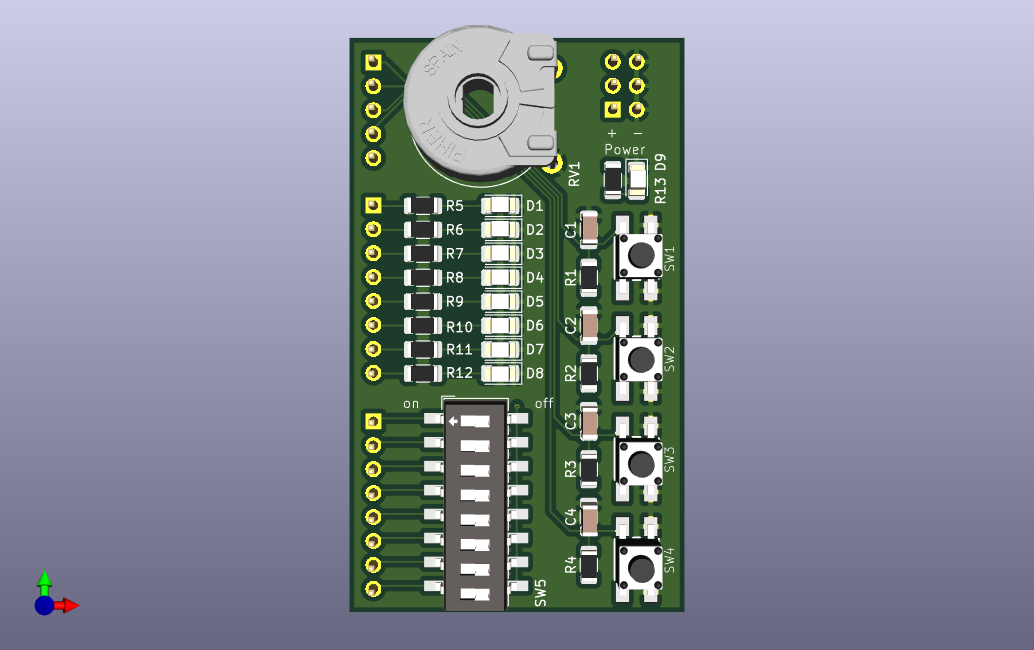 SPAIN
PIHER
+ -
Power
RV1
R13 D9
R5 D1
R6 D2
R7 D3
R8 D4
R9 D5
R10 D6
R11 D7
R12 D8
C1
SW1
R1
C2
SW2
R2
on off
C3
SW3
R3
C4
SW4
R4
SW5